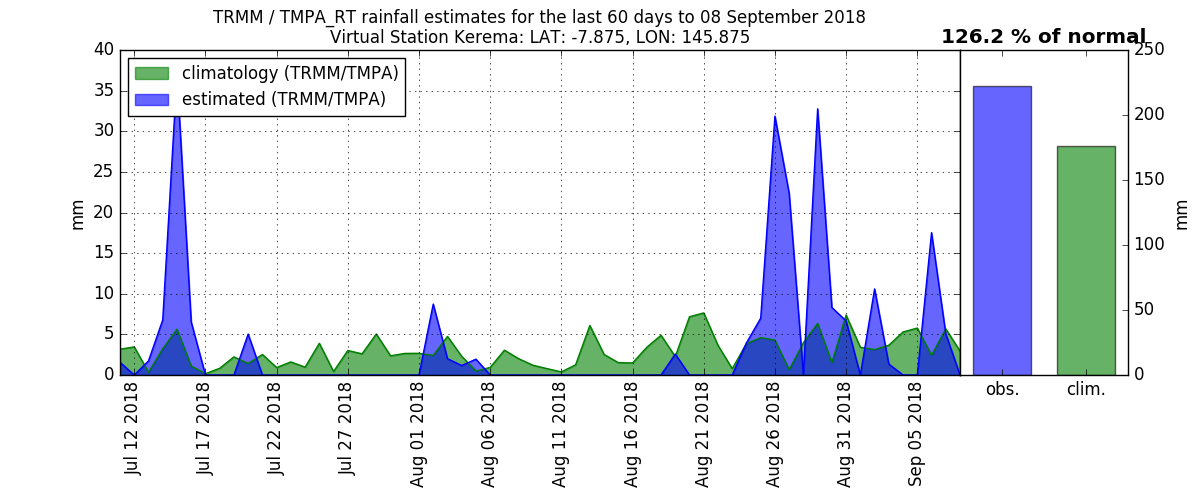 TRMM / TMPA_RT rainfall estimates for the last 60 days to 08 September 2018
Virtual Station Kerema: LAT: -7.875, LON: 145.875
126.2 % of normal
climatology (TRMM/TMPA)
estimated (TRMM/TMPA)
40
35
30
25
20
15
10
5
0
mm
Jul 12 2018
Jul 17 2018
Jul 22 2018
Jul 27 2018
Aug 01 2018
Aug 06 2018
Aug 11 2018
Aug 16 2018
Aug 21 2018
Aug 26 2018
Aug 31 2018
Sep 05 2018
250
200
150
100
50
0
mm
obs.
clim.